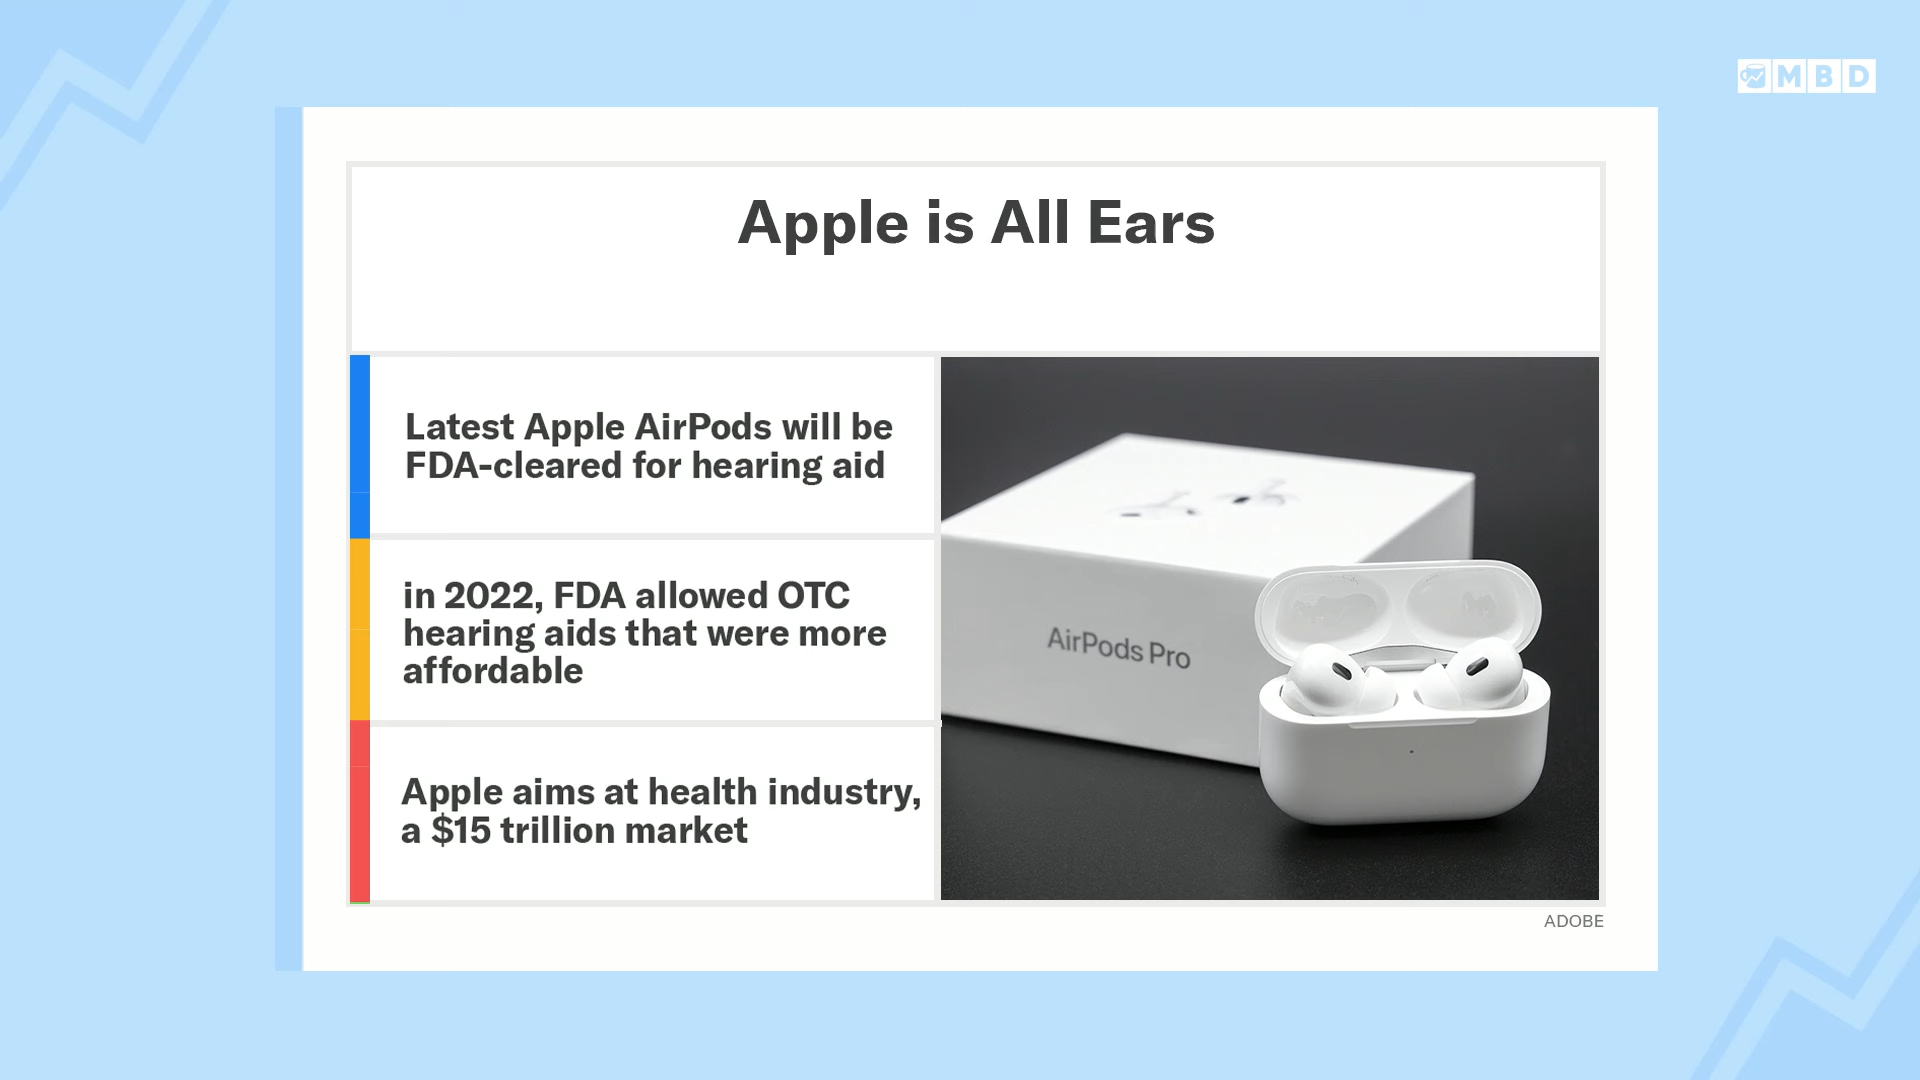 MBD
Apple is All Ears
Latest Apple AirPods will be
FDA-cleared for hearing aid
in 2022, FDA allowed OTC
hearing aids that were more
affordable
Apple aims at health industry,
a $15 trillion market
AirPods Pro
ADOBE